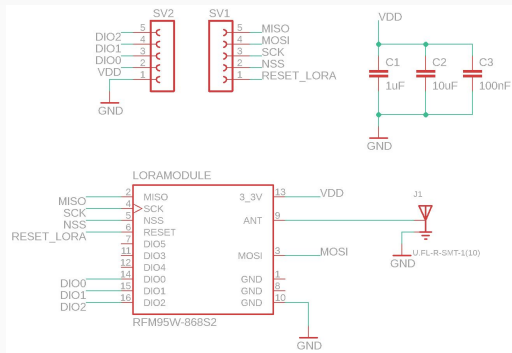 SV2
5
DIO2
4
DIO1
3
DIO0
2
VDD
1
GND
SV1
5
MISO
4
MOSI
3
SCK
2
NSS
1
RESET_LORA
VDD
C1
1uF
C2
10uF
C3
100nF
GND
LORAMODULE
MISO 2 MISO
SCK 4 SCK
NSS 5 NSS
RESET_LORA 6 RESET
7 DIO5
11 DIO3
12 DIO4
DIO0 14 DIO0
DIO1 15 DIO1
DIO2 16 DIO2
3_3V 13 VDD
ANT 9
MOSI 3 MOSI
GND 1
GND 8
GND 10
RFM95W-868S2
GND
J1
U.FL-R-SMT-1(10)
GND